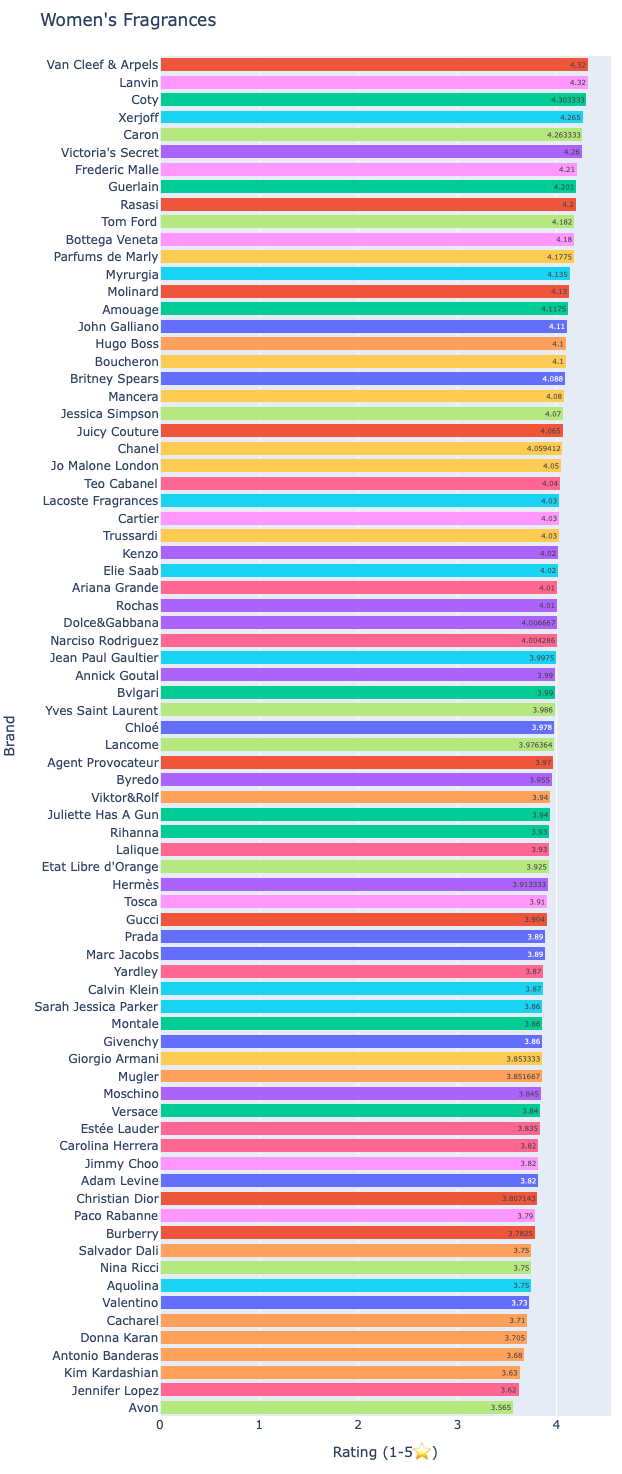 Women's Fragrances
Brand
Van Cleef & Arpels 4.32
Lanvin 4.32
Coty 4.303333
Xerjoff 4.265
Caron 4.263333
Victoria's Secret 4.26
Frederic Malle 4.21
Guerlain 4.201
Rasasi 4.2
Tom Ford 4.182
Bottega Veneta 4.18
Parfums de Marly 4.1775
Myrurgia 4.135
Molinard 4.13
Amouage 4.1175
John Galliano 4.11
Hugo Boss 4.1
Boucheron 4.1
Britney Spears 4.088
Mancera 4.08
Jessica Simpson 4.07
Juicy Couture 4.065
Chanel 4.059412
Jo Malone London 4.05
Teo Cabanel 4.04
Lacoste Fragrances 4.03
Cartier 4.03
Trussardi 4.03
Kenzo 4.02
Elie Saab 4.02
Ariana Grande 4.01
Rochas 4.01
Dolce&Gabbana 4.006667
Narciso Rodriguez 4.004286
Jean Paul Gaultier 3.9975
Annick Goutal 3.99
Bvlgari 3.99
Yves Saint Laurent 3.986
Chloé 3.978
Lancome 3.976364
Agent Provocateur 3.97
Byredo 3.955
Viktor&Rolf 3.94
Juliette Has A Gun 3.94
Rihanna 3.93
Lalique 3.93
Etat Libre d'Orange 3.925
Hermès 3.913333
Tosca 3.91
Gucci 3.904
Prada 3.89
Marc Jacobs 3.89
Yardley 3.87
Calvin Klein 3.87
Sarah Jessica Parker 3.86
Montale 3.86
Givenchy 3.86
Giorgio Armani 3.853333
Mugler 3.851667
Moschino 3.845
Versace 3.84
Estée Lauder 3.835
Carolina Herrera 3.82
Jimmy Choo 3.82
Adam Levine 3.82
Christian Dior 3.807143
Paco Rabanne 3.79
Burberry 3.7825
Salvador Dali 3.75
Nina Ricci 3.75
Aquolina 3.75
Valentino 3.73
Cacharel 3.71
Donna Karan 3.705
Antonio Banderas 3.68
Kim Kardashian 3.63
Jennifer Lopez 3.62
Avon 3.565
0 1 2 3 4
Rating (1-5⭐)